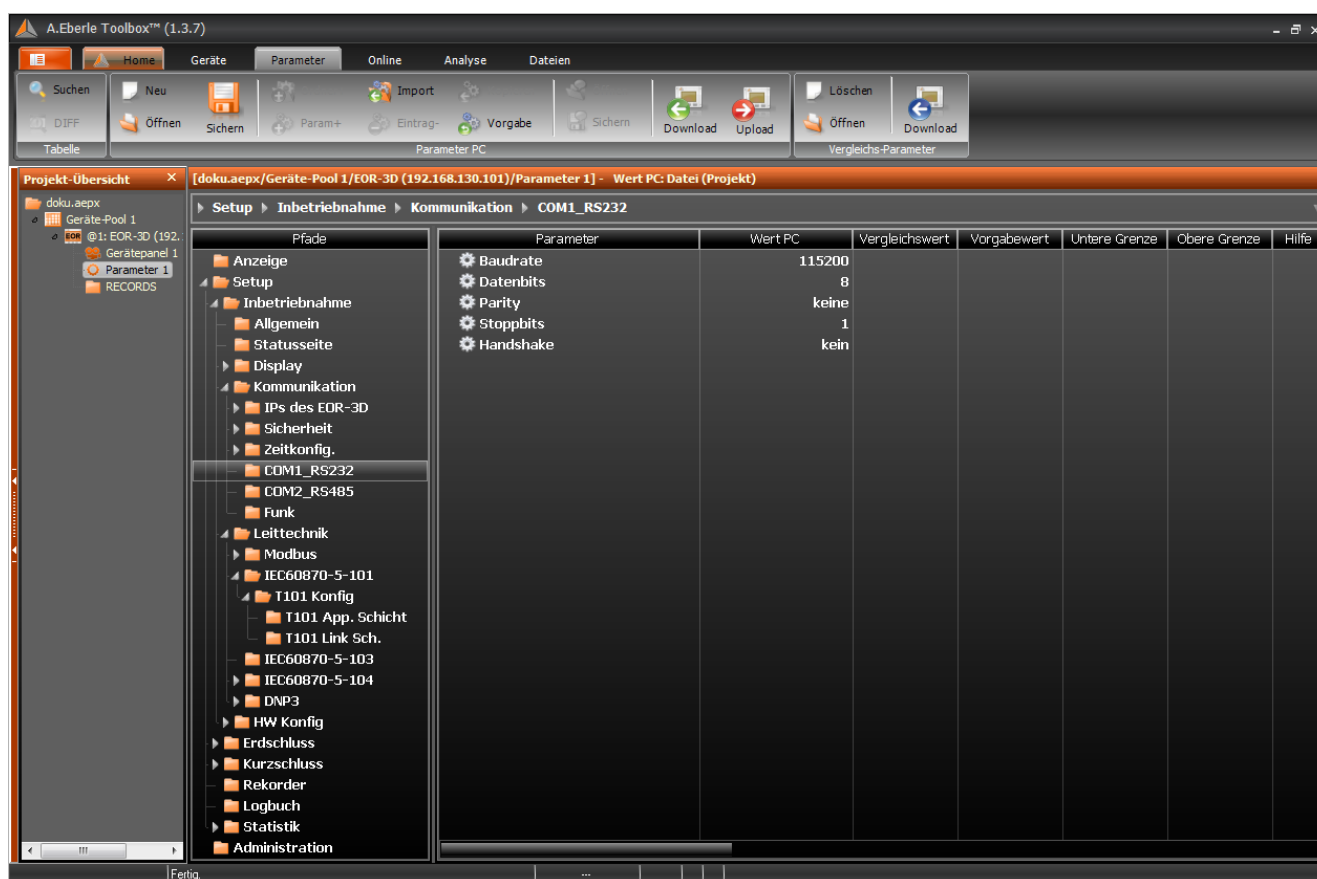 A.Eberle Toolbox™ (1.3.7)
Home Geräte Parameter Online Analyse Dateien
Suchen Neu Import Löschen
DIFF Öffnen Sichern Param+ Eintrag- Vorgabe Sichern Download Upload Öffnen Download
Tabelle Parameter PC Vergleichs-Parameter
Projekt-Übersicht × [doku.aepx/Geräte-Pool 1/EOR-3D (192.168.130.101)/Parameter 1] - Wert PC: Datei (Projekt)
doku.aepx
Geräte-Pool 1
EOR @1: EOR-3D (192.
Gerätepanel 1
Parameter 1
RECORDS
Setup Inbetriebnahme Kommunikation COM1_RS232
Pfade Parameter Wert PC Vergleichswert Vorgabewert Untere Grenze Obere Grenze Hilfe
Anzeige Baudrate 115200
Setup Datenbits 8
Inbetriebnahme Parity keine
Allgemein Stoppbits 1
Statusseite Handshake kein
Display
Kommunikation
IPs des EOR-3D
Sicherheit
Zeitkonfig.
COM1_RS232
COM2_RS485
Funk
Leittechnik
Modbus
IEC60870-5-101
T101 Konfig
T101 App. Schicht
T101 Link Sch.
IEC60870-5-103
IEC60870-5-104
DNP3
HW Konfig
Erdschluss
Kurzschluss
Rekorder
Logbuch
Statistik
Administration
Fertig. ...